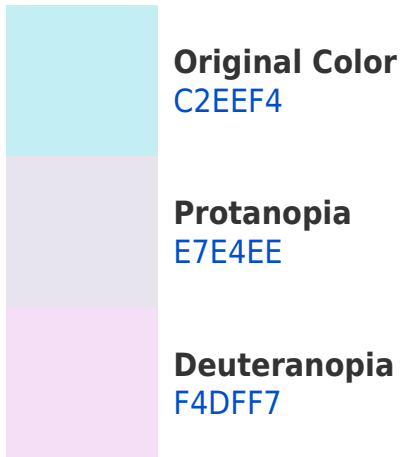 Original Color
C2EEF4
Protanopia
E7E4EE
Deuteranopia
F4DFF7